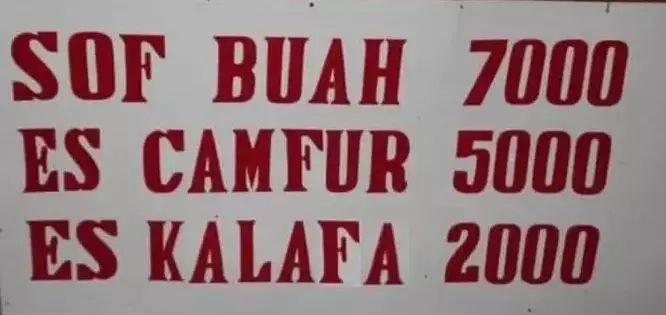 SOF BUAH 7000
ES CAMFUR 5000
ES KALAFA 2000